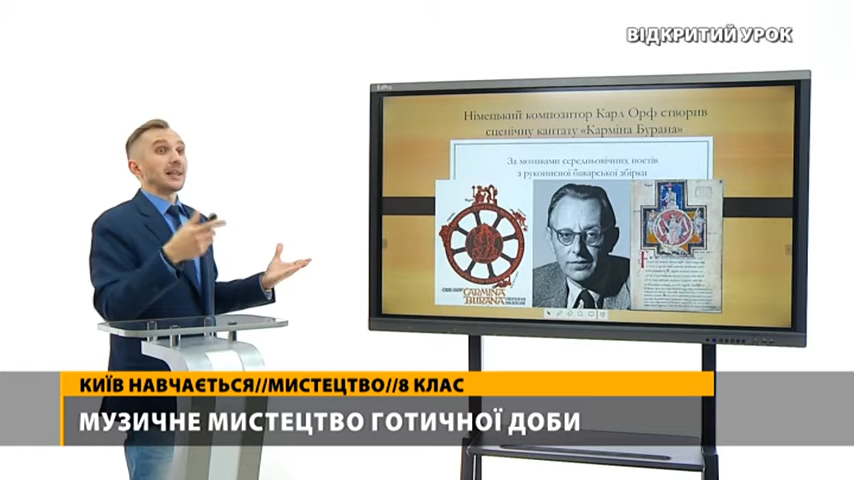 ВІДКРИТИЙ УРОК
EdPro
Німецький композитор Карл Орф створив
сценічну кантату «Карміна Бурана»
За мотивами середньовічних поетів
з рукописної баварської збірки
CARMINA
BURANA
КИЇВ НАВЧАЄТЬСЯ//МИСТЕЦТВО//8 КЛАС
МУЗИЧНЕ МИСТЕЦТВО ГОТИЧНОЇ ДОБИ